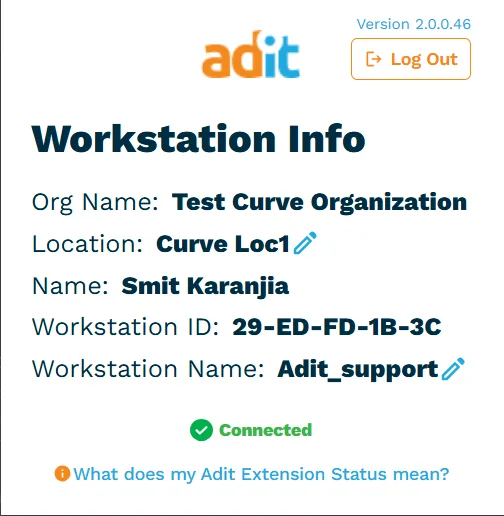 Version 2.0.0.46
adit
Log Out
Workstation Info
Org Name: Test Curve Organization
Location: Curve Loc1
Name: Smit Karanjia
Workstation ID: 29-ED-FD-1B-3C
Workstation Name: Adit_support
Connected
What does my Adit Extension Status mean?